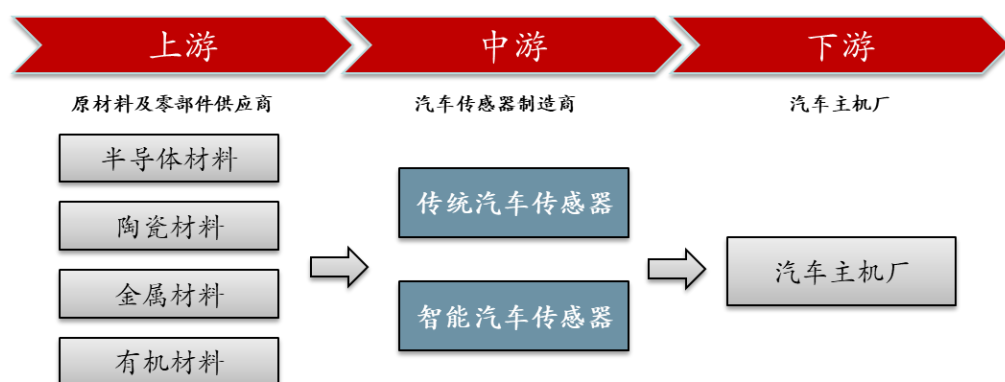 上游
中游
下游
原材料及零部件供应商
汽车传感器制造商
汽车主机厂
半导体材料
陶瓷材料
金属材料
有机材料
传统汽车传感器
智能汽车传感器
汽车主机厂